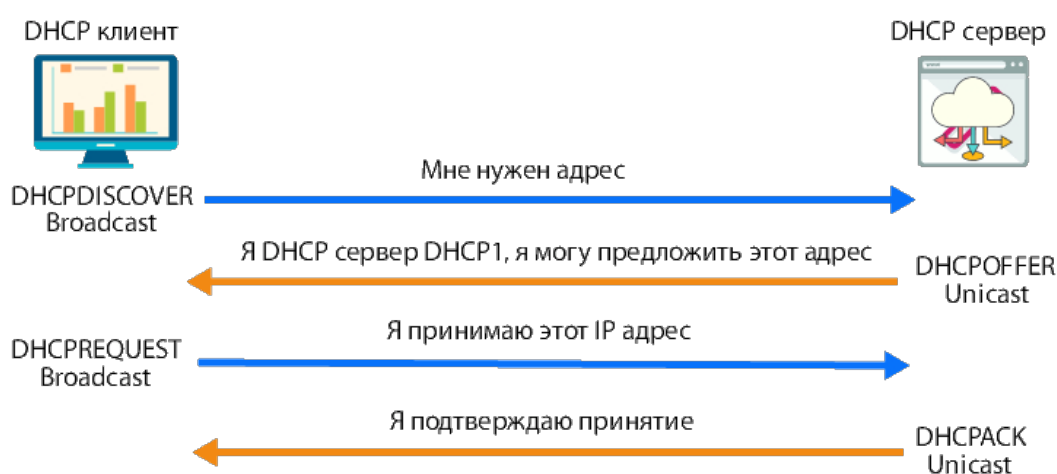 DHCP клиент
DHCP сервер
Мне нужен адрес
DHCPDISCOVER
Broadcast
Я DHCP сервер DHCP1, я могу предложить этот адрес
DHCPOFFER
Unicast
Я принимаю этот IP адрес
DHCPREQUEST
Broadcast
Я подтверждаю принятие
DHCPACK
Unicast